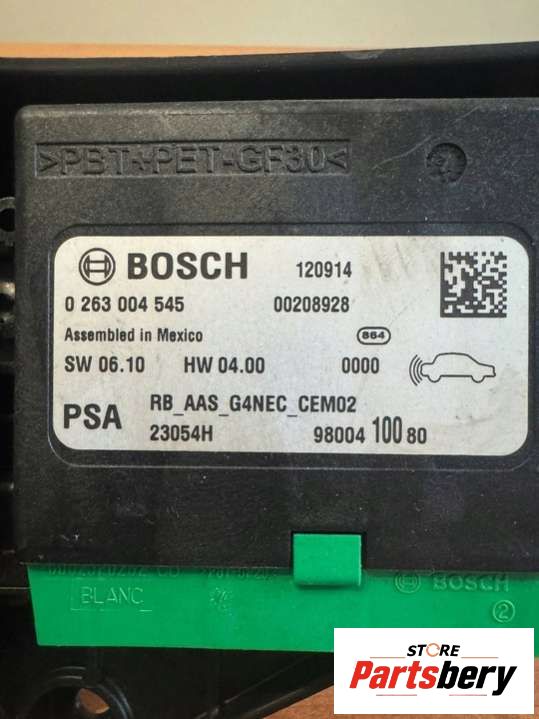 >PBT+PET-GF30<
BOSCH 120914
0 263 004 545 00208928
Assembled in Mexico 864
SW 06.10 HW 04.00 0000
PSA RB_AAS_G4NEC_CEM02
23054H 98004 100 80
BOSCH
BLANC 2
STORE
Partsbery